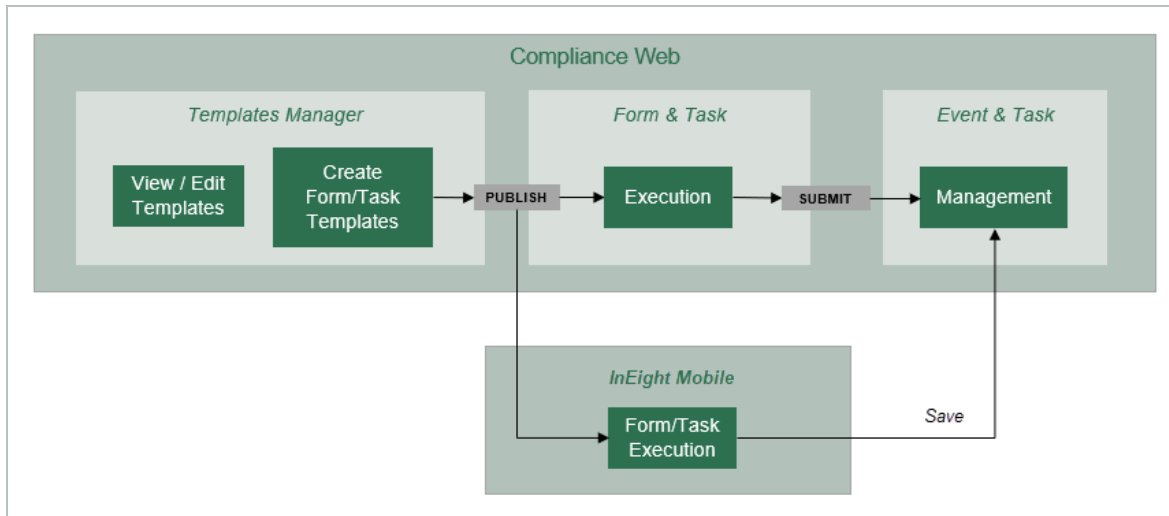 Compliance Web
Templates Manager
View / Edit
Templates
Create
Form/Task
Templates
PUBLISH
Form & Task
Execution
SUBMIT
Event & Task
Management
InEight Mobile
Form/Task
Execution
Save